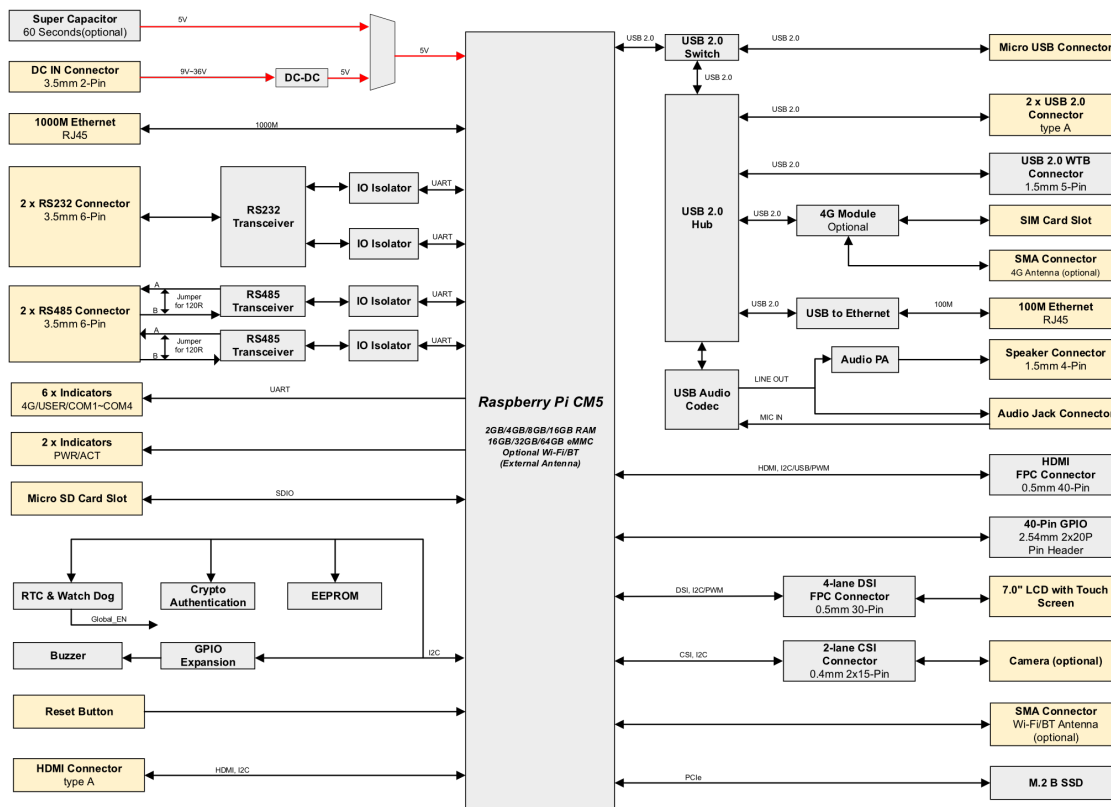 Super Capacitor
60 Seconds(optional)
5V
DC IN Connector
3.5mm 2-Pin
9V~36V
DC-DC
5V
5V
1000M Ethernet
RJ45
1000M
2 x RS232 Connector
3.5mm 6-Pin
RS232
Transceiver
IO Isolator
UART
IO Isolator
UART
2 x RS485 Connector
3.5mm 6-Pin
A
Jumper
for 120R
B
RS485
Transceiver
IO Isolator
UART
A
Jumper
for 120R
B
RS485
Transceiver
IO Isolator
UART
6 x Indicators
4G/USER/COM1~COM4
UART
2 x Indicators
PWR/ACT
Micro SD Card Slot
SDIO
RTC & Watch Dog
Crypto
Authentication
EEPROM
Global_EN
Buzzer
GPIO
Expansion
I2C
Reset Button
HDMI Connector
type A
HDMI, I2C
Raspberry Pi CM5
2GB/4GB/8GB/16GB RAM
16GB/32GB/64GB eMMC
Optional Wi-Fi/BT
(External Antenna)
USB 2.0
USB 2.0
Switch
USB 2.0
Micro USB Connector
USB 2.0
USB 2.0
Hub
USB 2.0
2 x USB 2.0
Connector
type A
USB 2.0
USB 2.0 WTB
Connector
1.5mm 5-Pin
USB 2.0
4G Module
Optional
SIM Card Slot
SMA Connector
4G Antenna (optional)
USB 2.0
USB to Ethernet
100M
100M Ethernet
RJ45
USB Audio
Codec
LINE OUT
Audio PA
Speaker Connector
1.5mm 4-Pin
MIC IN
Audio Jack Connector
HDMI, I2C/USB/PWM
HDMI
FPC Connector
0.5mm 40-Pin
40-Pin GPIO
2.54mm 2x20P
Pin Header
DSI, I2C/PWM
4-lane DSI
FPC Connector
0.5mm 30-Pin
7.0" LCD with Touch
Screen
CSI, I2C
2-lane CSI
Connector
0.4mm 2x15-Pin
Camera (optional)
SMA Connector
Wi-Fi/BT Antenna
(optional)
PCIe
M.2 B SSD